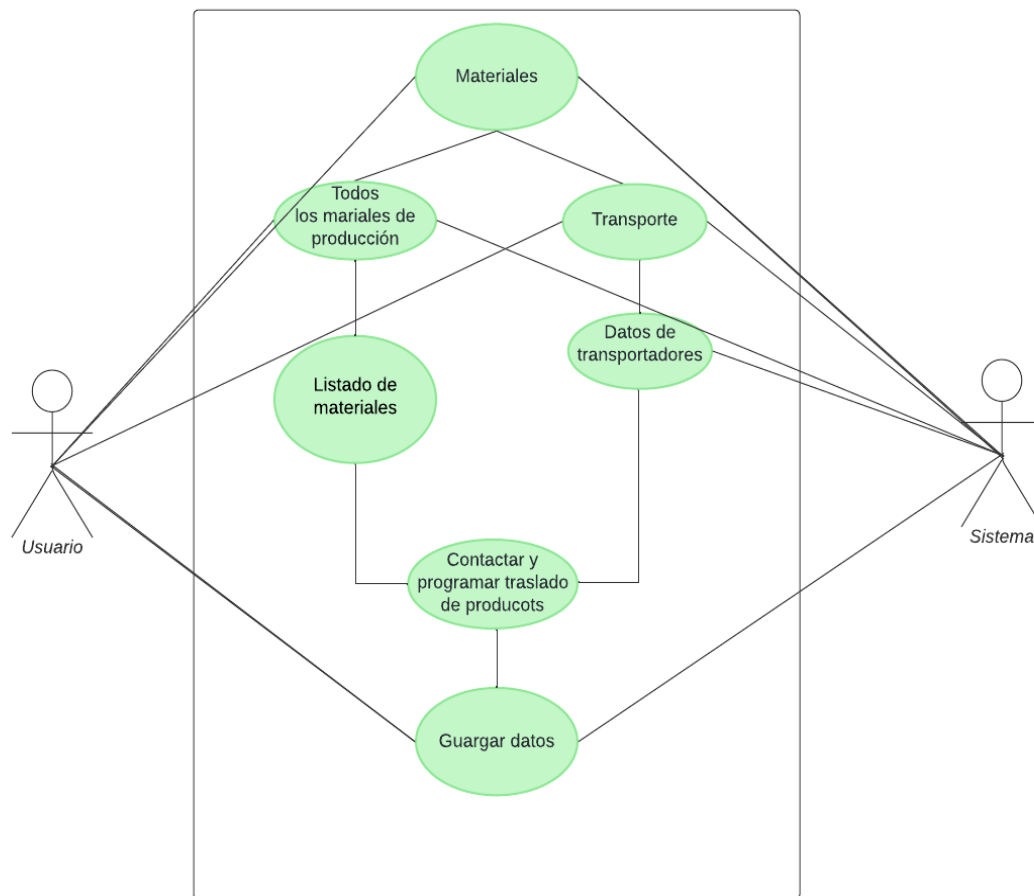 Materiales
Todos
los mariales de
producción
Transporte
Datos de
transportadores
Listado de
materiales
Usuario
Sistema
Contactar y
programar traslado
de producots
Guargar datos